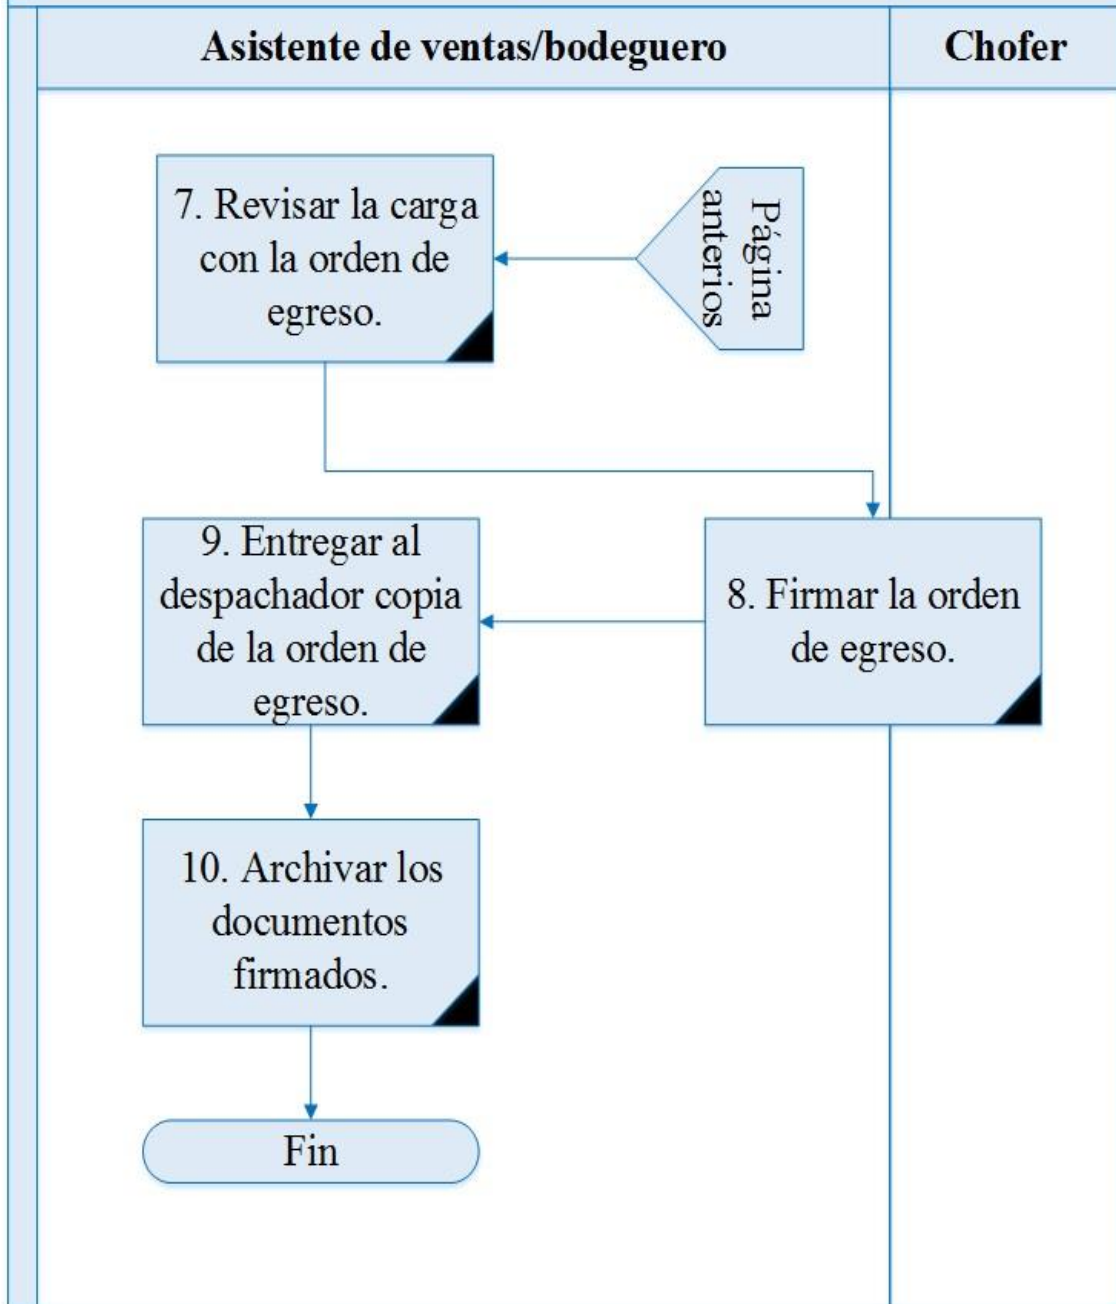 Asistente de ventas/bodeguero
Chofer
7. Revisar la carga
con la orden de
egreso.
Página
anterios
9. Entregar al
despachador copia
de la orden de
egreso.
8. Firmar la orden
de egreso.
10. Archivar los
documentos
firmados.
Fin